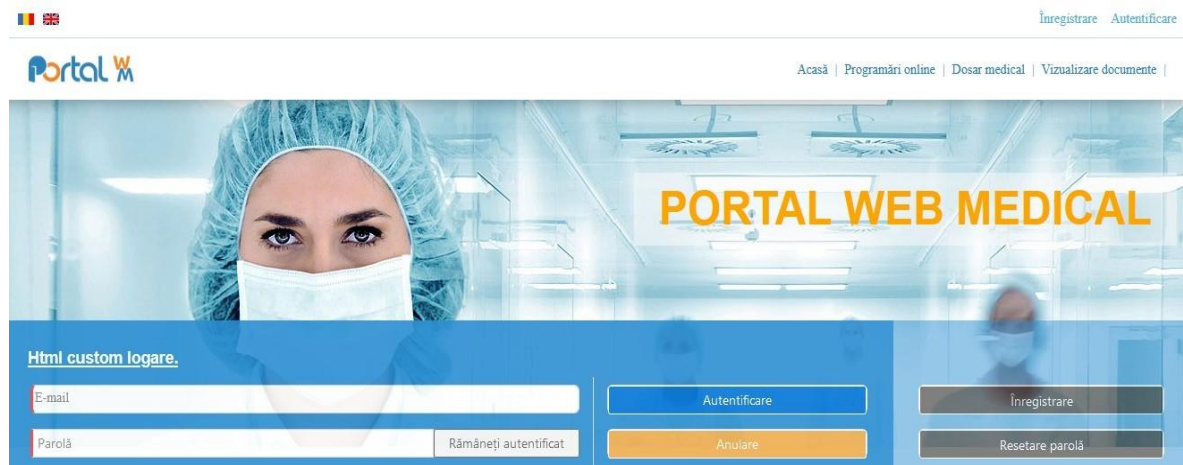 Înregistrare Autentificare
Portal WM
Acasă | Programări online | Dosar medical | Vizualizare documente |
PORTAL WEB MEDICAL
Html custom logare.
E-mail
Autentificare
Înregistrare
Parolă
Rămâneți autentificat
Anulare
Resetare parolă